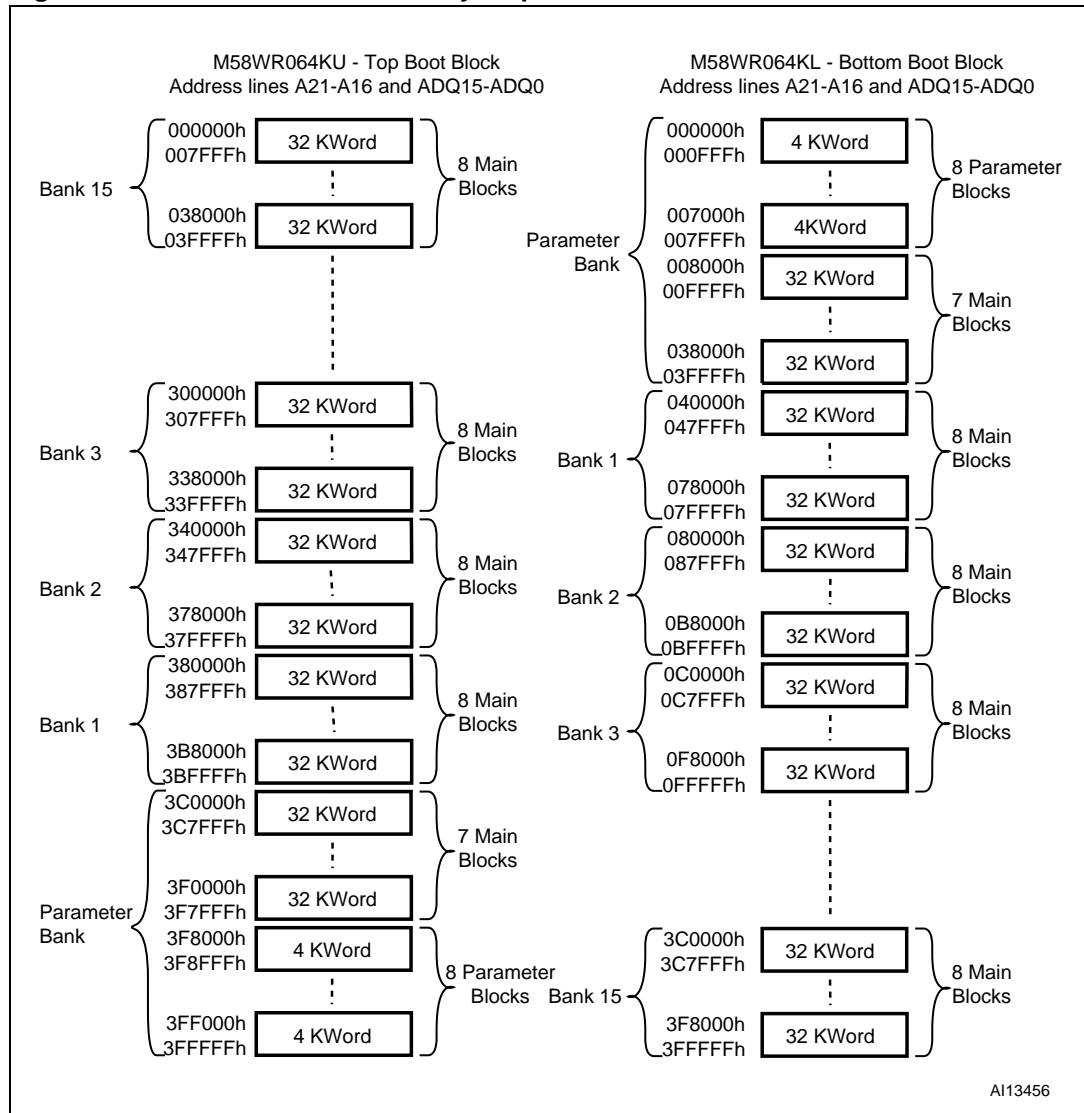 M58WR064KU - Top Boot Block
Address lines A21-A16 and ADQ15-ADQ0
000000h
007FFFh
32 KWord
8 Main
Blocks
Bank 15
038000h
03FFFFh
32 KWord
300000h
307FFFh
32 KWord
Bank 3
8 Main
Blocks
338000h
33FFFFh
32 KWord
340000h
347FFFh
32 KWord
Bank 2
8 Main
Blocks
378000h
37FFFFh
32 KWord
380000h
387FFFh
32 KWord
Bank 1
8 Main
Blocks
3B8000h
3BFFFFh
32 KWord
3C0000h
3C7FFFh
32 KWord
7 Main
Blocks
3F0000h
3F7FFFh
32 KWord
Parameter
Bank
3F8000h
3F8FFFh
4 KWord
8 Parameter
Blocks
3FF000h
3FFFFFh
4 KWord
M58WR064KL - Bottom Boot Block
Address lines A21-A16 and ADQ15-ADQ0
000000h
000FFFh
4 KWord
8 Parameter
Blocks
007000h
007FFFh
4KWord
Parameter
Bank
008000h
00FFFFh
32 KWord
7 Main
Blocks
038000h
03FFFFh
32 KWord
040000h
047FFFh
32 KWord
Bank 1
8 Main
Blocks
078000h
07FFFFh
32 KWord
080000h
087FFFh
32 KWord
Bank 2
8 Main
Blocks
0B8000h
0BFFFFh
32 KWord
0C0000h
0C7FFFh
32 KWord
Bank 3
8 Main
Blocks
0F8000h
0FFFFFh
32 KWord
3C0000h
3C7FFFh
32 KWord
Bank 15
8 Main
Blocks
3F8000h
3FFFFFh
32 KWord
AI13456